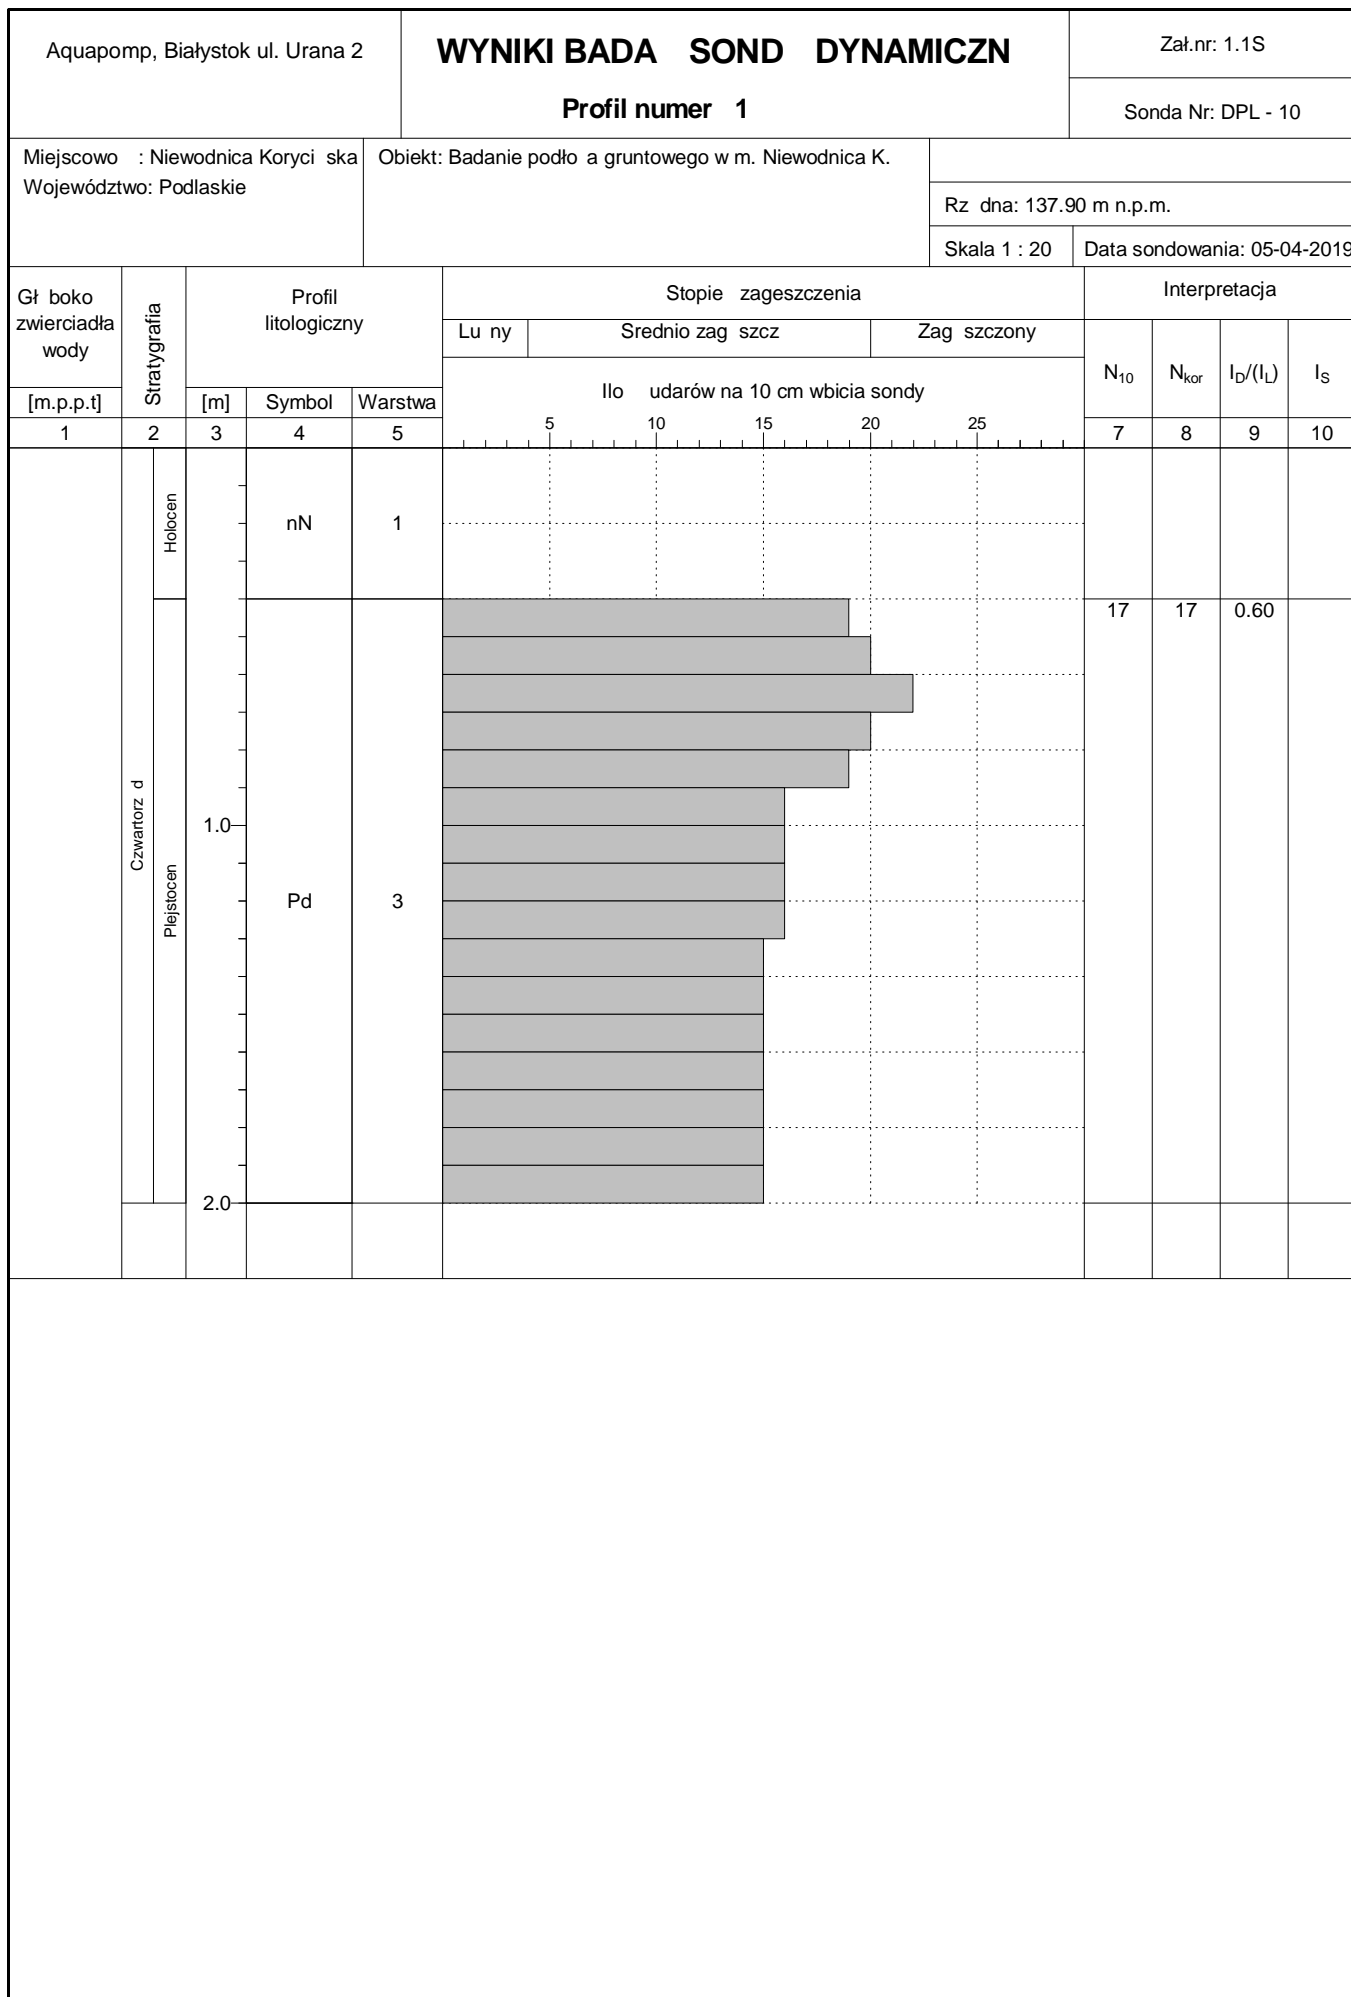 Aquapomp, Białystok ul. Urana 2
WYNIKI BADA SOND DYNAMICZN
Profil numer 1
Zał.nr: 1.1S
Sonda Nr: DPL - 10
Miejscowo : Niewodnica Koryci ska
Województwo: Podlaskie
Obiekt: Badanie podło a gruntowego w m. Niewodnica K.
Rz dna: 137.90 m n.p.m.
Skala 1 : 20
Data sondowania: 05-04-2019
Gł boko
zwierciadła
wody
[m.p.p.t]
Stratygrafia
Profil
litologiczny
[m]
Symbol
Warstwa
Stopie zageszczenia
Lu ny
Srednio zag szcz
Zag szczony
Ilo udarów na 10 cm wbicia sondy
5 10 15 20 25
Interpretacja
N10
Nkor
ID/(IL)
IS
1 2 3 4 5 7 8 9 10
Holocen
nN 1
Czwartorz d
Plejstocen
17 17 0.60
1.0
Pd 3
2.0